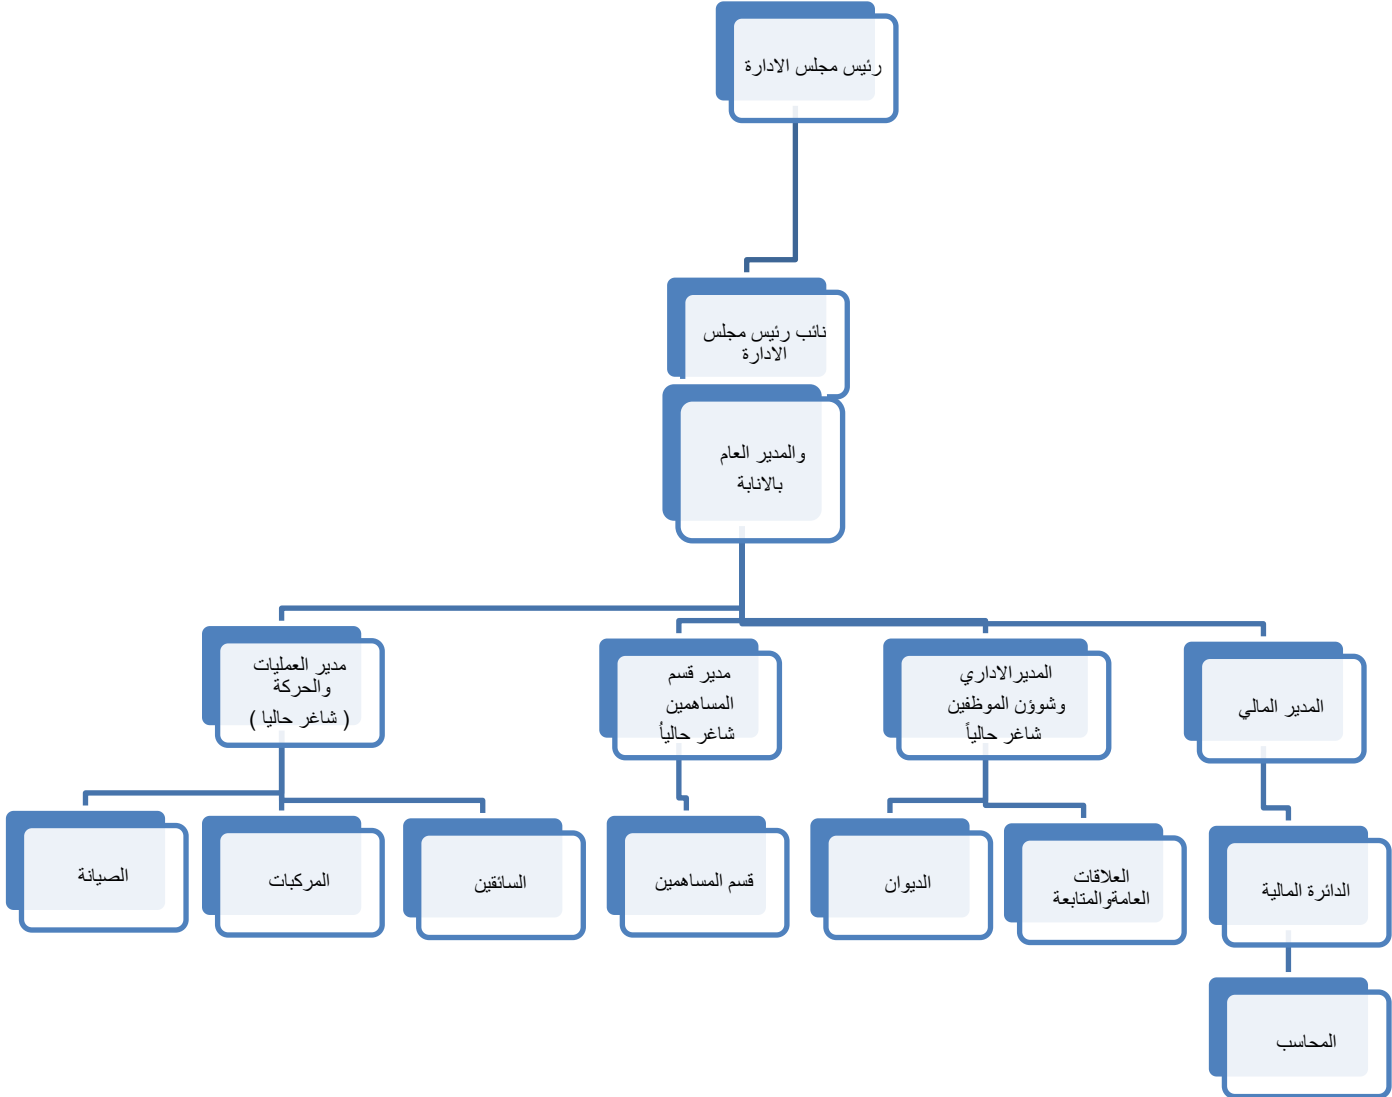 رئيس مجلس الادارة
نائب رئيس مجلس
الادارة
والمدير العام
بالانابة
المدير المالي
المديرالاداري
وشوؤن الموظفين
شاغر حالياً
مدير قسم
المساهمين
شاغر حالياُ
مدير العمليات
والحركة
( شاغر حاليا )
الدائرة المالية
العلاقات
العامةوالمتابعة
الديوان
قسم المساهمين
السائقين
المركبات
الصيانة
المحاسب